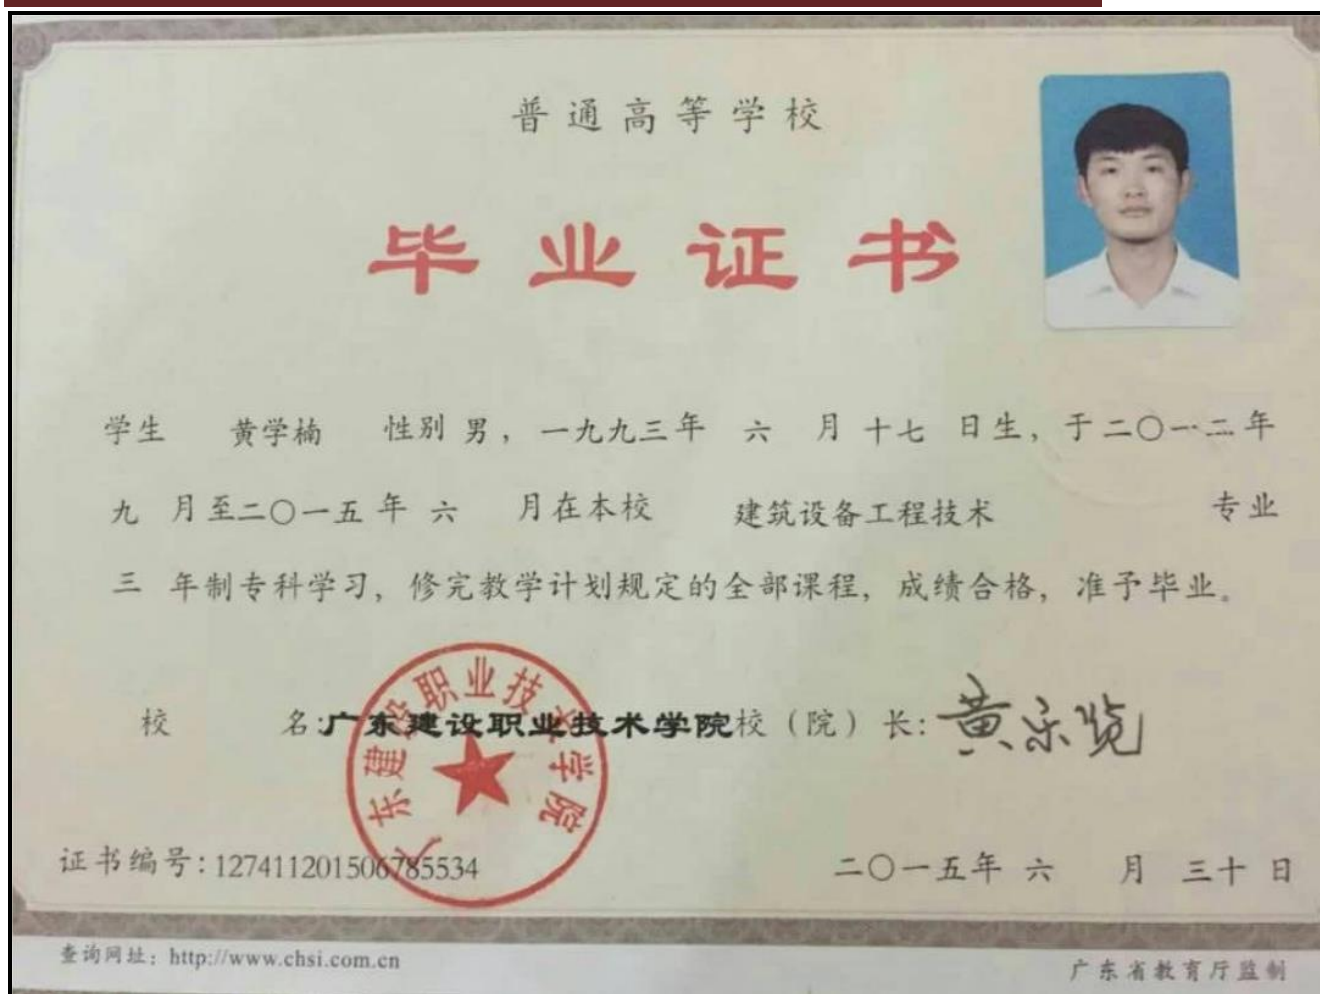 普通高等学校
毕业证书
学生 黄学楠 性别 男，一九九三年 六 月 十七 日生，于二〇一二年
九 月至二〇一五年 六 月在本校 建筑设备工程技术 专业
三 年制专科学习，修完教学计划规定的全部课程，成绩合格，准予毕业。
广东建设职业技术学院
校 名:广东建设职业技术学院校（院）长:
证书编号:127411201506785534 二〇一五年 六 月 三十 日
查询网址: http://www.chsi.com.cn 广东省教育厅监制